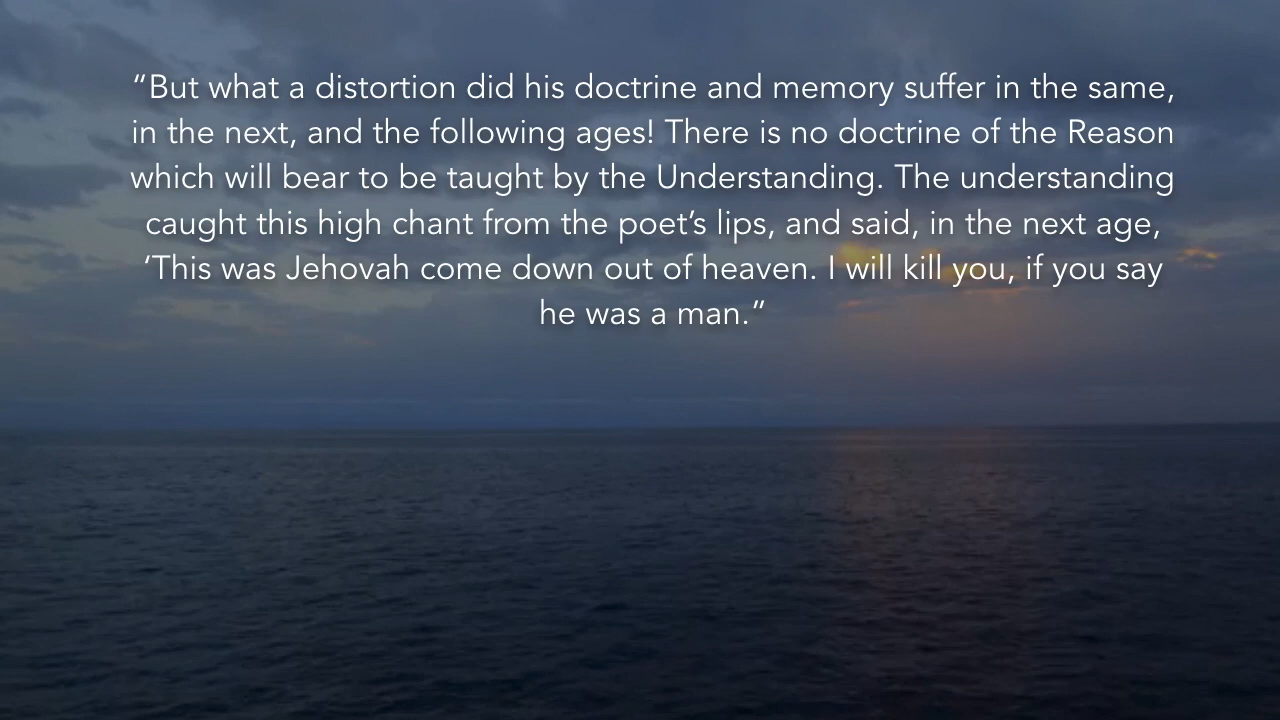 “But what a distortion did his doctrine and memory suffer in the same,
in the next, and the following ages! There is no doctrine of the Reason
which will bear to be taught by the Understanding. The understanding
caught this high chant from the poet’s lips, and said, in the next age,
‘This was Jehovah come down out of heaven. I will kill you, if you say
he was a man.”